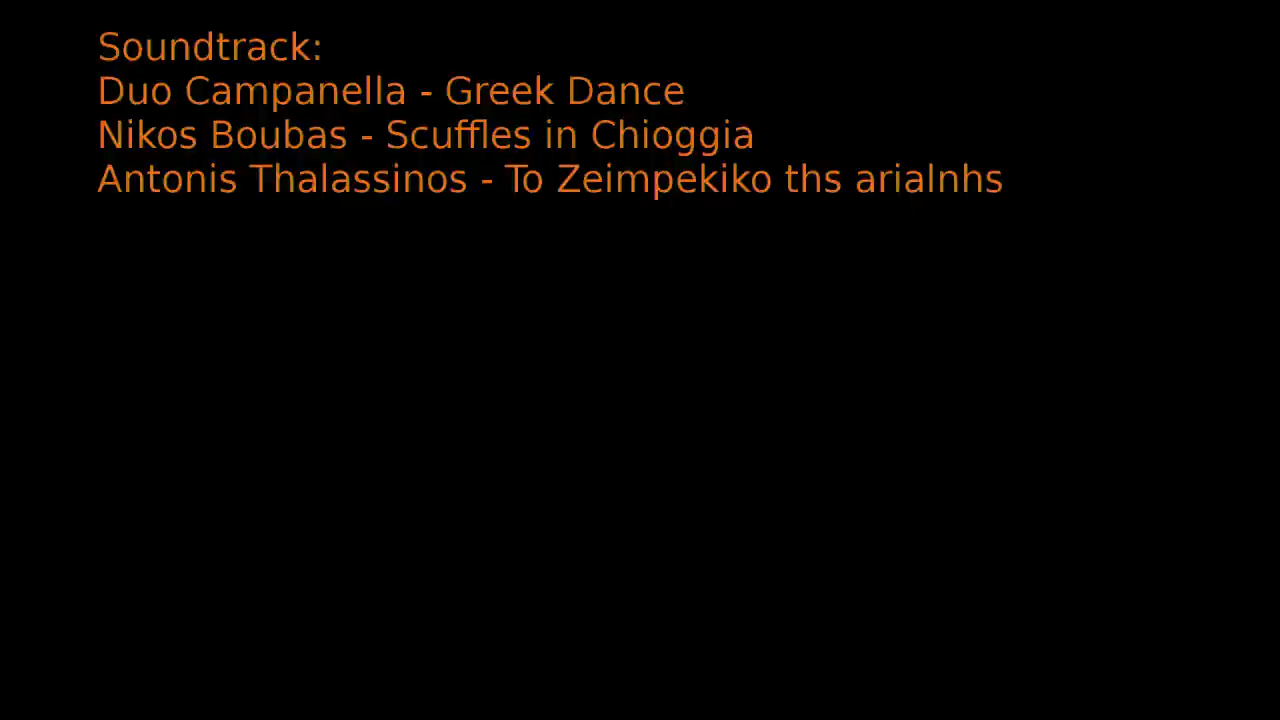 Soundtrack:
Duo Campanella - Greek Dance
Nikos Boubas - Scuffles in Chioggia
Antonis Thalassinos - To Zeimpekiko ths arialnhs